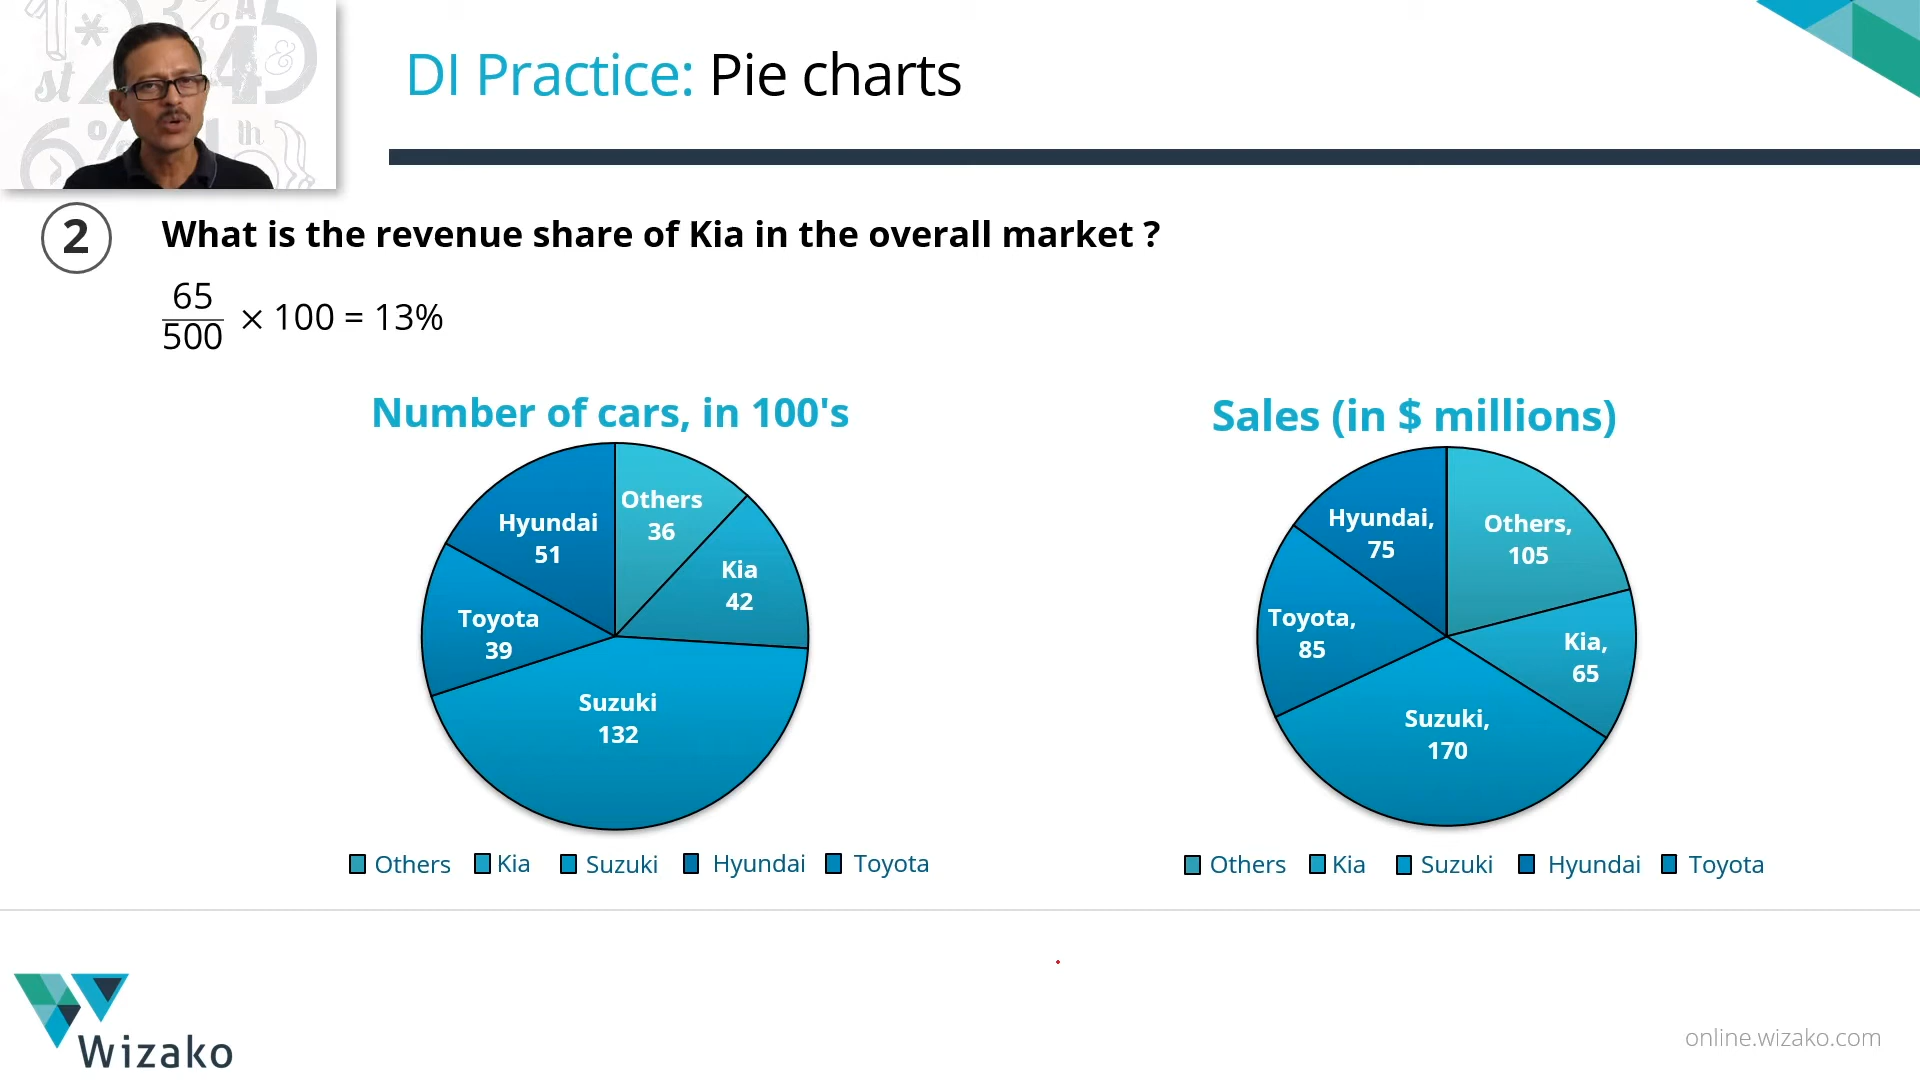 DI Practice: Pie charts
2
What is the revenue share of Kia in the overall market ?
65
500
× 100 = 13%
Number of cars, in 100's
Others
36
Kia
42
Suzuki
132
Toyota
39
Hyundai
51
Others Kia Suzuki Hyundai Toyota
Sales (in $ millions)
Others,
105
Kia,
65
Suzuki,
170
Toyota,
85
Hyundai,
75
Others Kia Suzuki Hyundai Toyota
Wizako
online.wizako.com